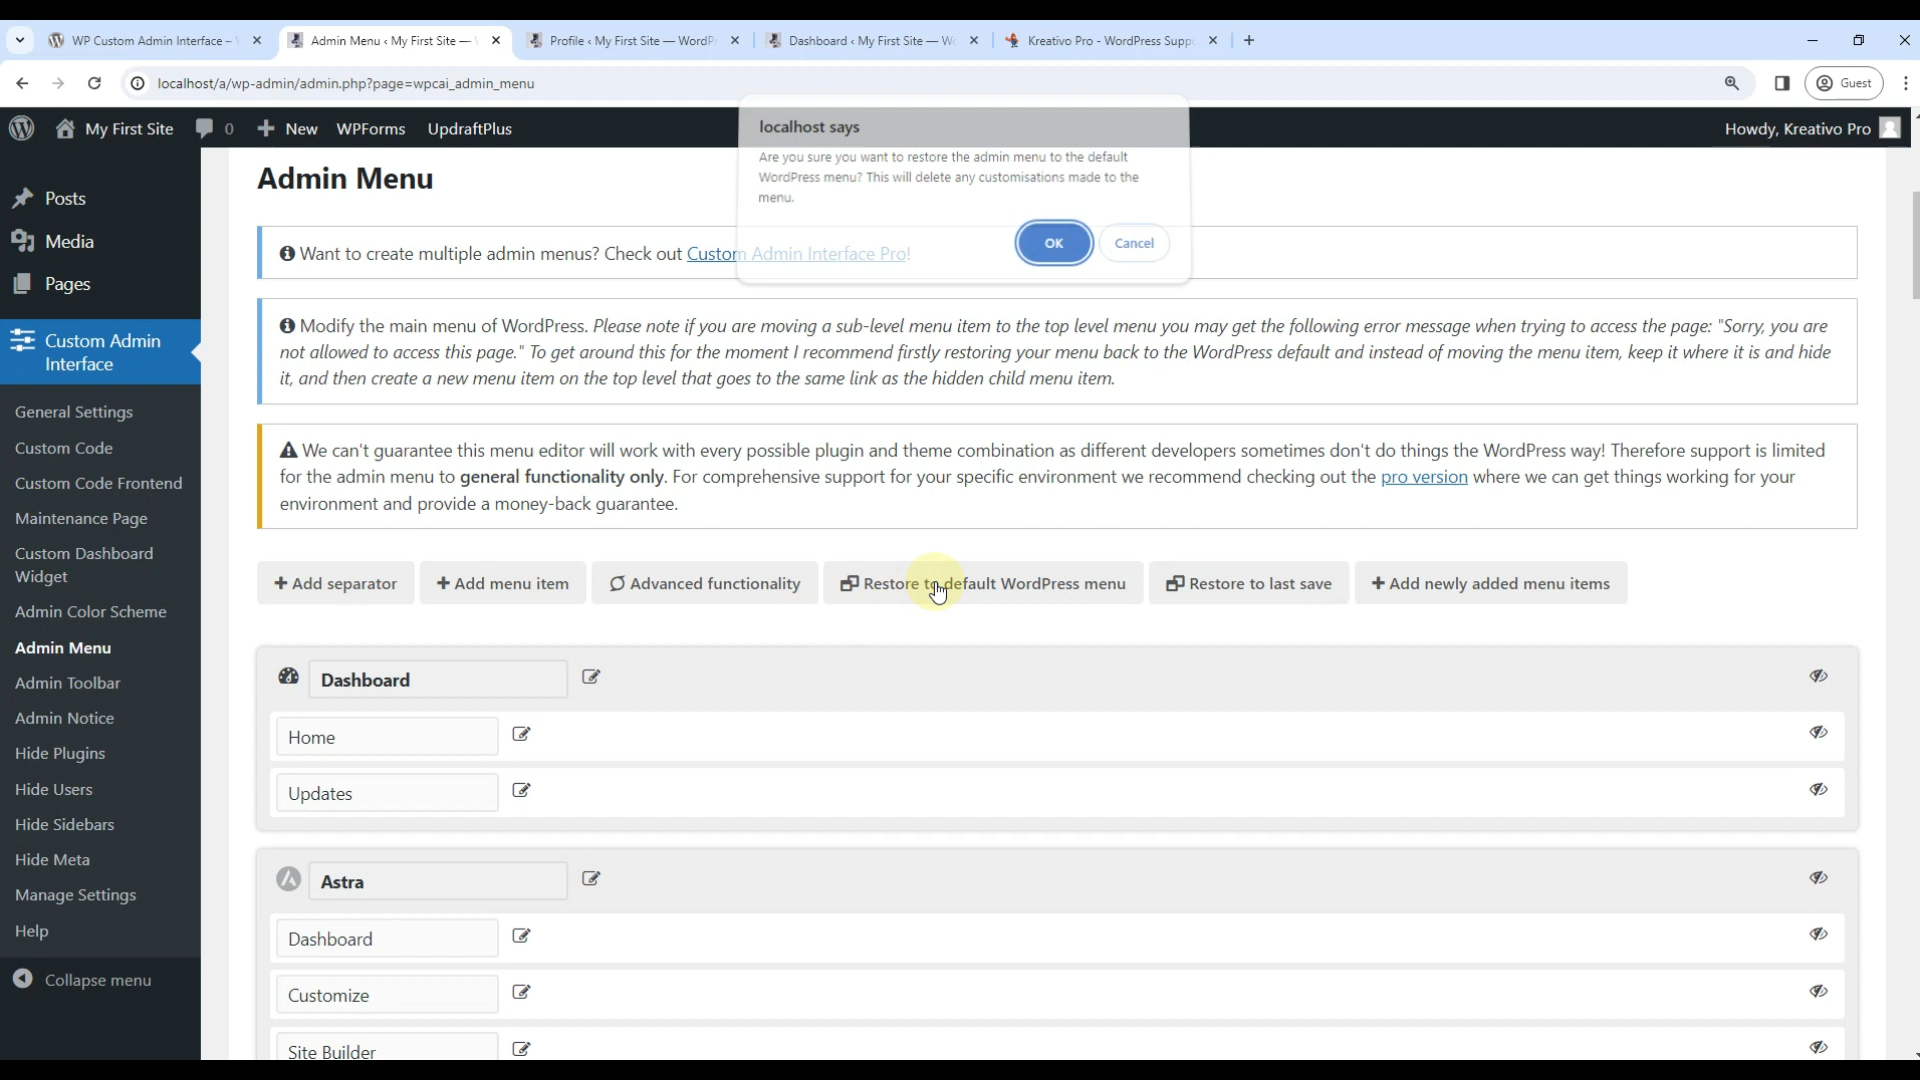 WP Custom Admin Interface –
Admin Menu ‹ My First Site —
Profile ‹ My First Site — WordP
Dashboard ‹ My First Site — Wo
Kreativo Pro - WordPress Suppo
localhost/a/wp-admin/admin.php?page=wpcai_admin_menu
Guest
My First Site
0
New
WPForms
UpdraftPlus
Howdy, Kreativo Pro
localhost says
Are you sure you want to restore the admin menu to the default
WordPress menu? This will delete any customisations made to the
menu.
OK
Cancel
Posts
Media
Pages
Custom Admin
Interface
General Settings
Custom Code
Custom Code Frontend
Maintenance Page
Custom Dashboard
Widget
Admin Color Scheme
Admin Menu
Admin Toolbar
Admin Notice
Hide Plugins
Hide Users
Hide Sidebars
Hide Meta
Manage Settings
Help
Collapse menu
Admin Menu
Want to create multiple admin menus? Check out Custom Admin Interface Pro!
Modify the main menu of WordPress. Please note if you are moving a sub-level menu item to the top level menu you may get the following error message when trying to access the page: "Sorry, you are
not allowed to access this page." To get around this for the moment I recommend firstly restoring your menu back to the WordPress default and instead of moving the menu item, keep it where it is and hide
it, and then create a new menu item on the top level that goes to the same link as the hidden child menu item.
We can't guarantee this menu editor will work with every possible plugin and theme combination as different developers sometimes don't do things the WordPress way! Therefore support is limited
for the admin menu to general functionality only. For comprehensive support for your specific environment we recommend checking out the pro version where we can get things working for your
environment and provide a money-back guarantee.
Add separator
Add menu item
Advanced functionality
Restore to default WordPress menu
Restore to last save
Add newly added menu items
Dashboard
Home
Updates
Astra
Dashboard
Customize
Site Builder